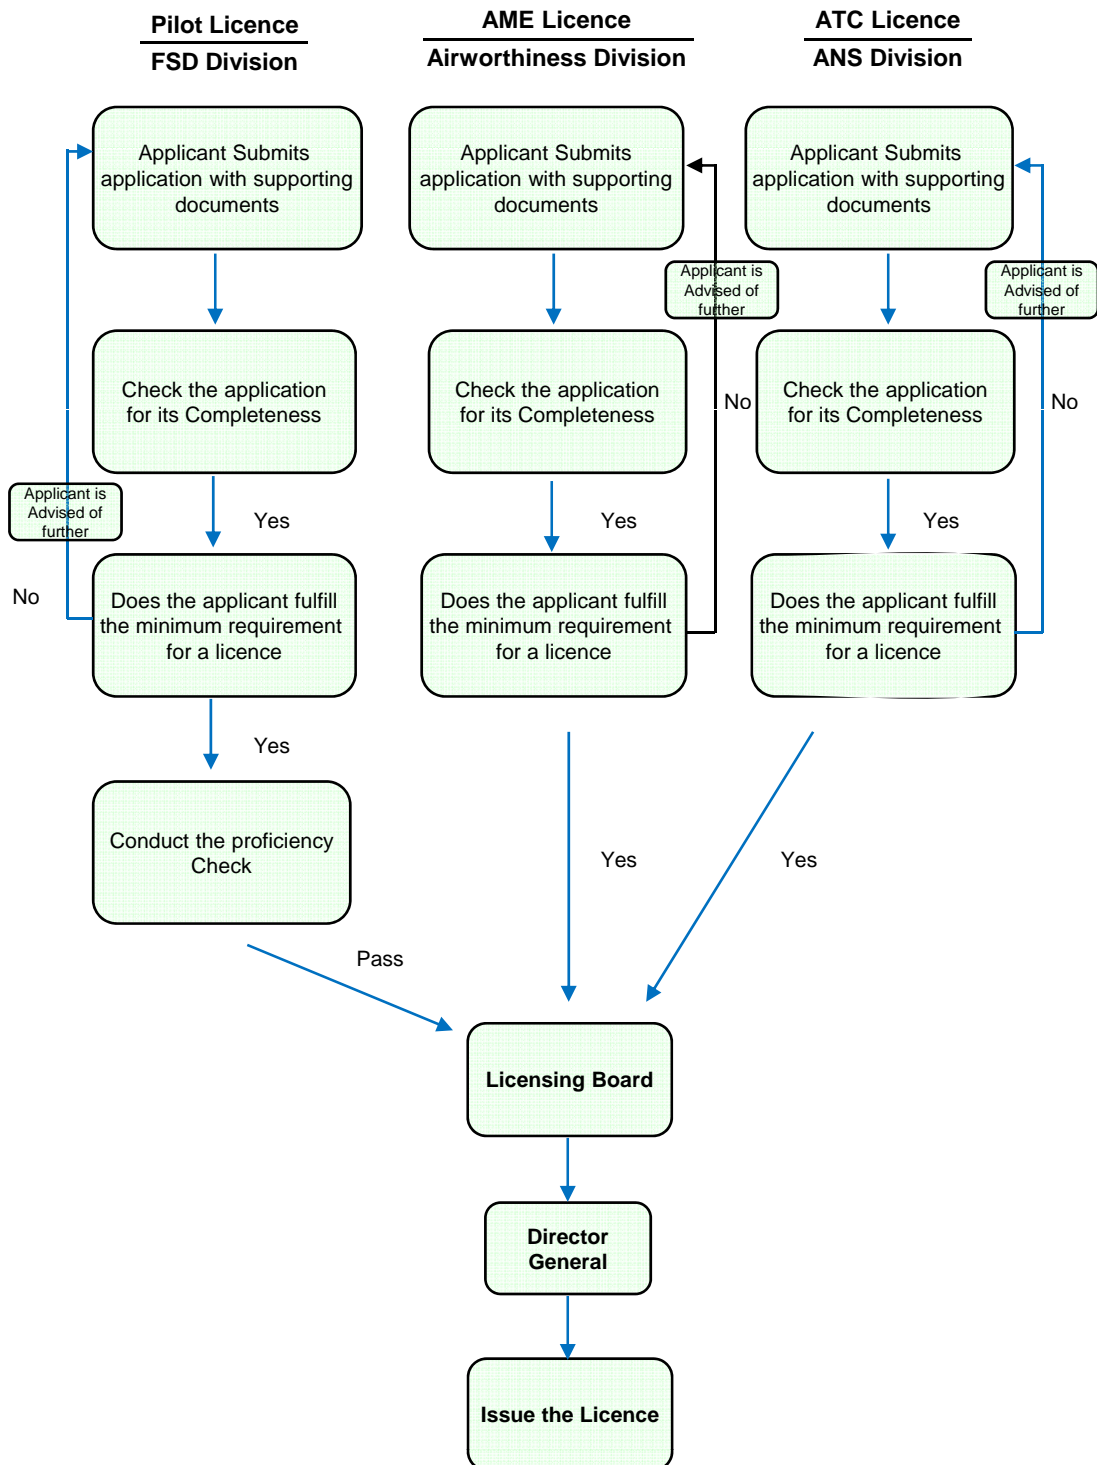 Pilot Licence
FSD Division
AME Licence
Airworthiness Division
ATC Licence
ANS Division
Applicant Submits
application with supporting
documents
Applicant Submits
application with supporting
documents
Applicant Submits
application with supporting
documents
Applicant is
Advised of
further
Applicant is
Advised of
further
Check the application
for its Completeness
Check the application
for its Completeness
Check the application
for its Completeness
No
No
Applicant is
Advised of
further
Yes
Yes
Yes
No
Does the applicant fulfill
the minimum requirement
for a licence
Does the applicant fulfill
the minimum requirement
for a licence
Does the applicant fulfill
the minimum requirement
for a licence
Yes
Conduct the proficiency
Check
Yes
Yes
Pass
Licensing Board
Director
General
Issue the Licence